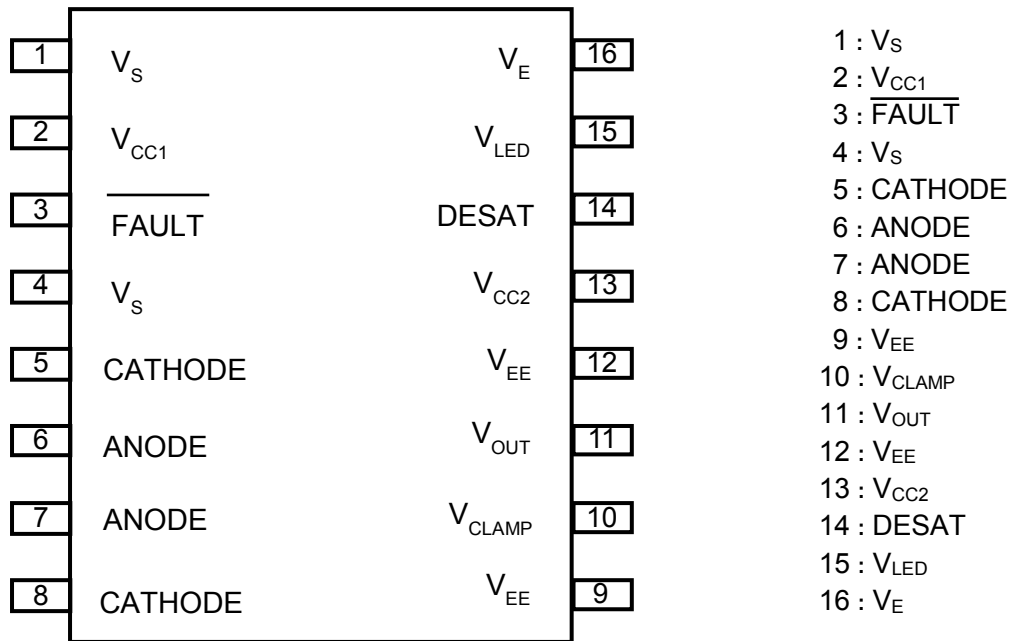 1 V_S V_E 16
2 V_CC1 V_LED 15
3 F̅A̅U̅L̅T̅ DESAT 14
4 V_S V_CC2 13
5 CATHODE V_EE 12
6 ANODE V_OUT 11
7 ANODE V_CLAMP 10
8 CATHODE V_EE 9
1 : V_S
2 : V_CC1
3 : F̅A̅U̅L̅T̅
4 : V_S
5 : CATHODE
6 : ANODE
7 : ANODE
8 : CATHODE
9 : V_EE
10 : V_CLAMP
11 : V_OUT
12 : V_EE
13 : V_CC2
14 : DESAT
15 : V_LED
16 : V_E